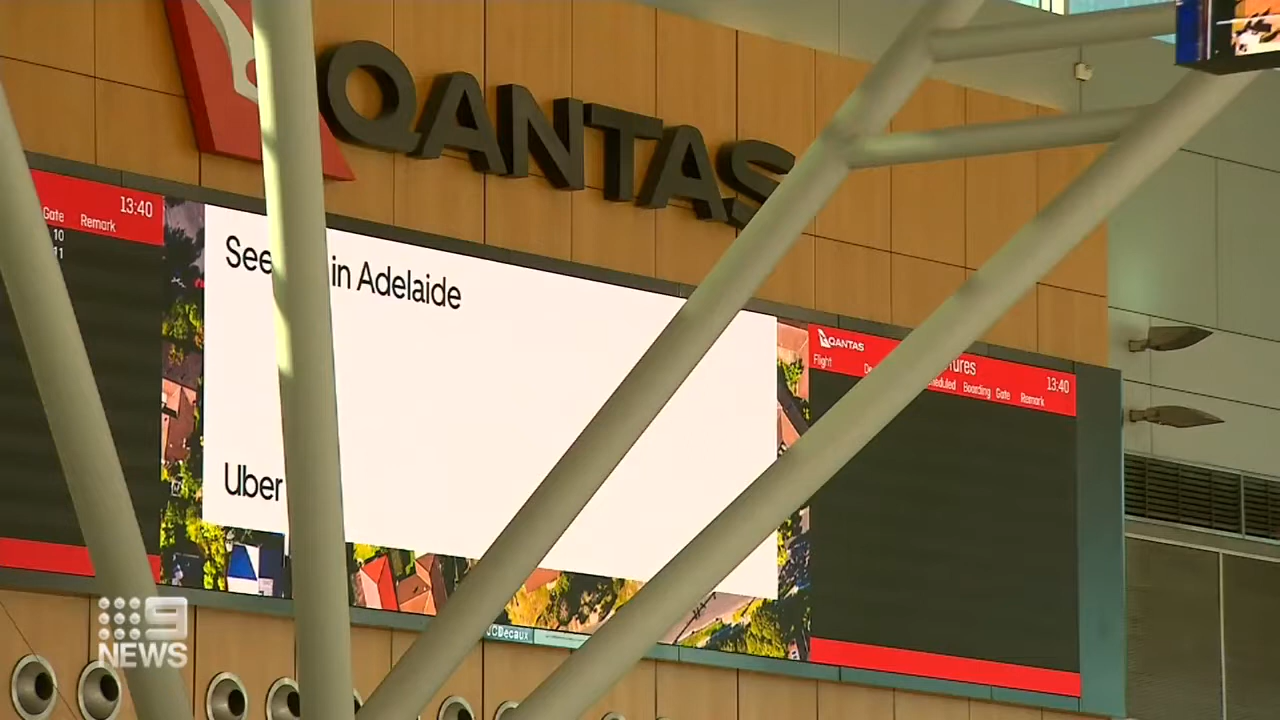 QANTAS
13:40
Gate Remark
10
11
See in Adelaide
Uber
JCDecaux
QANTAS
Flight
13:40
Boarding Gate Remark
9
NEWS